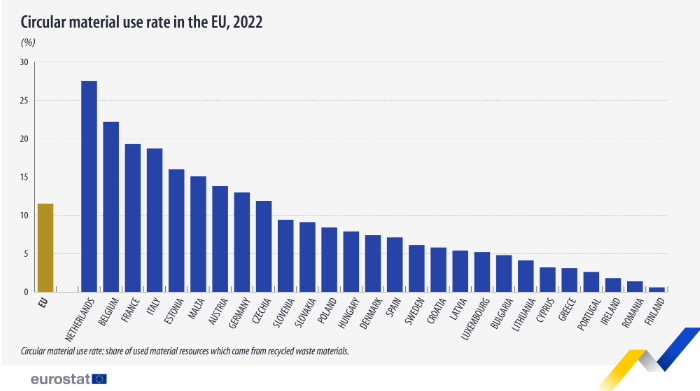 Circular material use rate in the EU, 2022
(%)
30
25
20
15
10
5
0
EU
NETHERLANDS
BELGIUM
FRANCE
ITALY
ESTONIA
MALTA
AUSTRIA
GERMANY
CZECHIA
SLOVENIA
SLOVAKIA
POLAND
HUNGARY
DENMARK
SPAIN
SWEDEN
CROATIA
LATVIA
LUXEMBOURG
BULGARIA
LITHUANIA
CYPRUS
GREECE
PORTUGAL
IRELAND
ROMANIA
FINLAND
Circular material use rate; share of used material resources which came from recycled waste materials.
eurostat